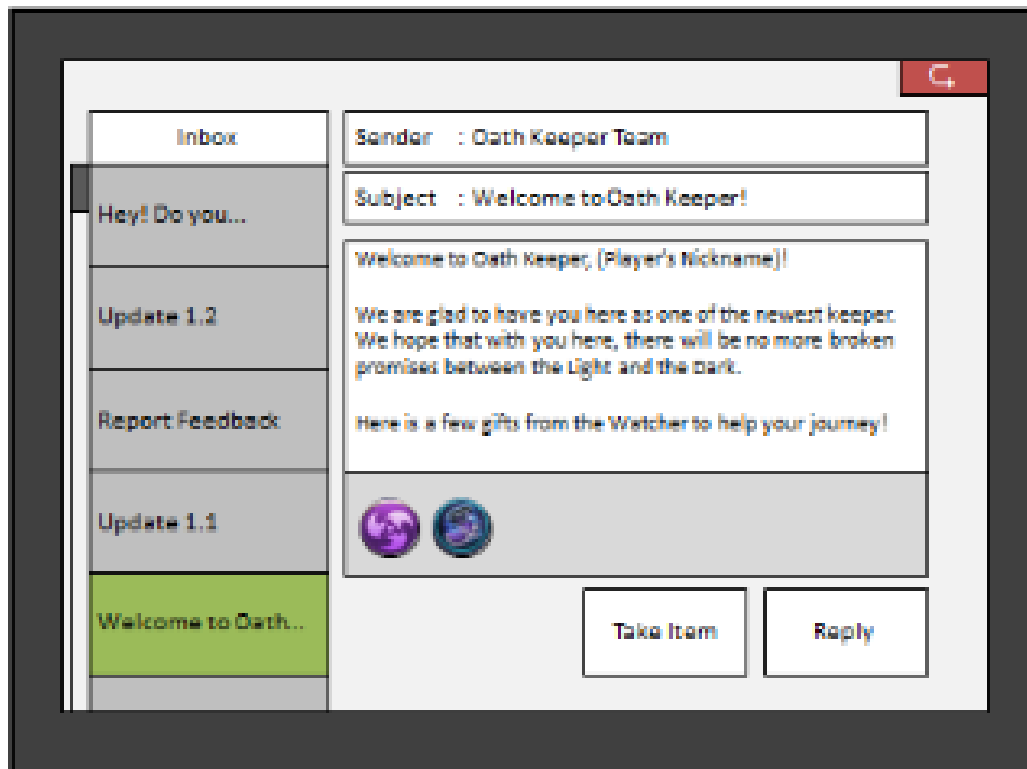 Inbox
Hey! Do you...
Update 1.2
Report Feedback
Update 1.1
Welcome to Oath...
Sender : Oath Keeper Team
Subject : Welcome to Oath Keeper!
Welcome to Oath Keeper, [Player's Nickname]!
We are glad to have you here as one of the newest keeper.
We hope that with you here, there will be no more broken
promises between the Light and the Dark.
Here is a few gifts from the Watcher to help your journey!
Take Item
Reply